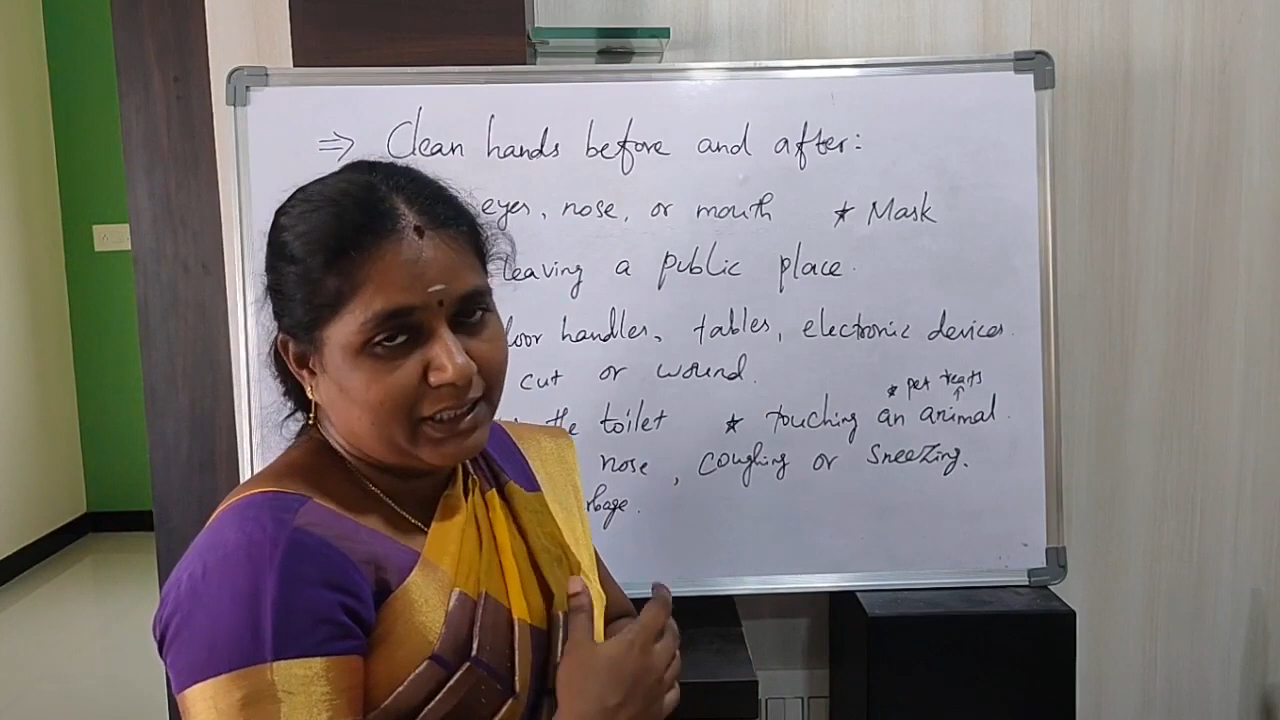 ⇒ Clean hands before and after:
eyes, nose, or mouth ★ Mask
leaving a public place.
handles, tables, electronic devices.
cut or wound.
★ pet treats
the toilet ★ touching an animal.
nose, coughing or sneezing.